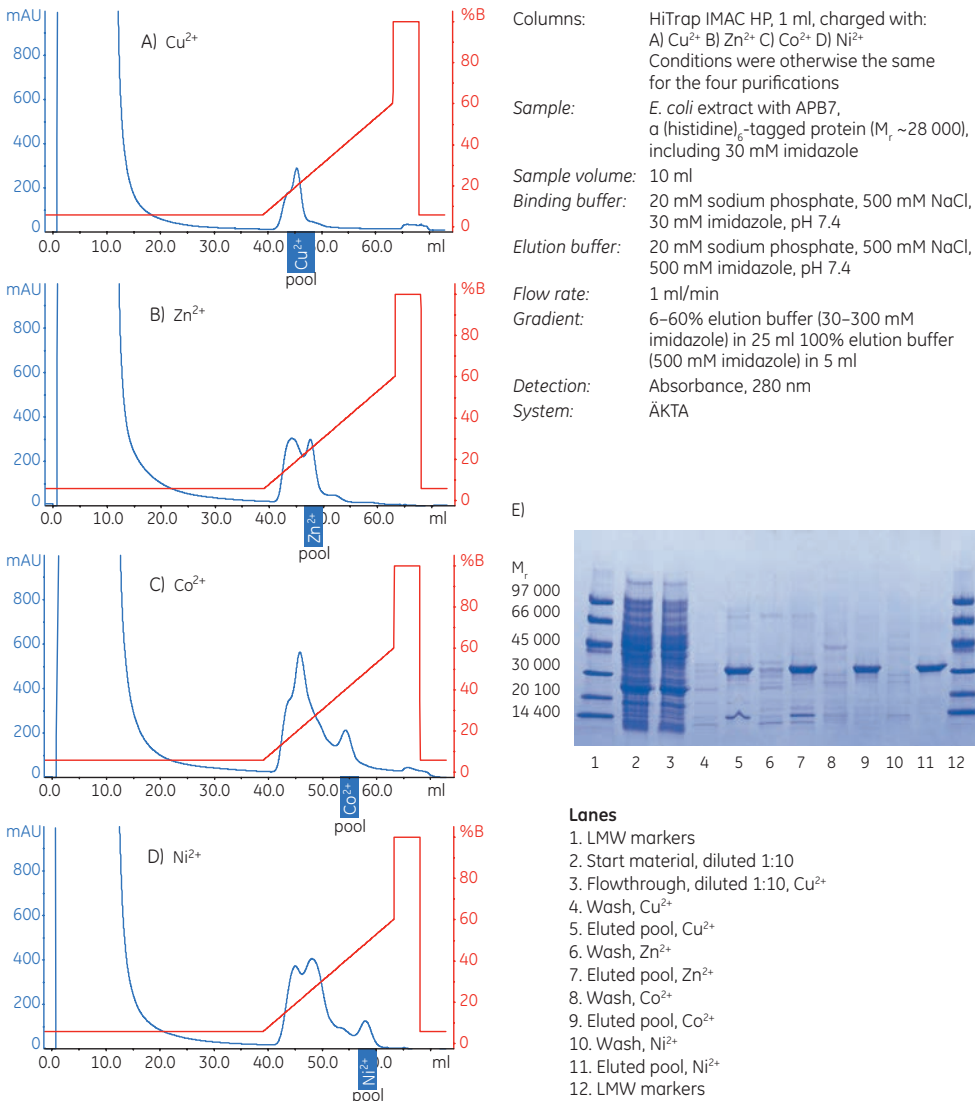 mAU
%B
A) Cu²⁺
800
600
400
200
0
100
80
60
40
20
0
0.0 10.0 20.0 30.0 40.0 50.0 60.0 ml
Cu²⁺
pool
mAU
%B
B) Zn²⁺
800
600
400
200
0
100
80
60
40
20
0
0.0 10.0 20.0 30.0 40.0 50.0 60.0 ml
Zn²⁺
pool
mAU
%B
C) Co²⁺
800
600
400
200
0
100
80
60
40
20
0
0.0 10.0 20.0 30.0 40.0 50.0 60.0 ml
Co²⁺
pool
mAU
%B
D) Ni²⁺
800
600
400
200
0
100
80
60
40
20
0
0.0 10.0 20.0 30.0 40.0 50.0 60.0 ml
Ni²⁺
pool
Columns: HiTrap IMAC HP, 1 ml, charged with:
A) Cu²⁺ B) Zn²⁺ C) Co²⁺ D) Ni²⁺
Conditions were otherwise the same
for the four purifications
Sample: E. coli extract with APB7,
a (histidine)₆-tagged protein (Mᵣ ~28 000),
including 30 mM imidazole
Sample volume: 10 ml
Binding buffer: 20 mM sodium phosphate, 500 mM NaCl,
30 mM imidazole, pH 7.4
Elution buffer: 20 mM sodium phosphate, 500 mM NaCl,
500 mM imidazole, pH 7.4
Flow rate: 1 ml/min
Gradient: 6–60% elution buffer (30–300 mM
imidazole) in 25 ml 100% elution buffer
(500 mM imidazole) in 5 ml
Detection: Absorbance, 280 nm
System: ÄKTA
E)
Mᵣ
97 000
66 000
45 000
30 000
20 100
14 400
1 2 3 4 5 6 7 8 9 10 11 12
Lanes
1. LMW markers
2. Start material, diluted 1:10
3. Flowthrough, diluted 1:10, Cu²⁺
4. Wash, Cu²⁺
5. Eluted pool, Cu²⁺
6. Wash, Zn²⁺
7. Eluted pool, Zn²⁺
8. Wash, Co²⁺
9. Eluted pool, Co²⁺
10. Wash, Ni²⁺
11. Eluted pool, Ni²⁺
12. LMW markers